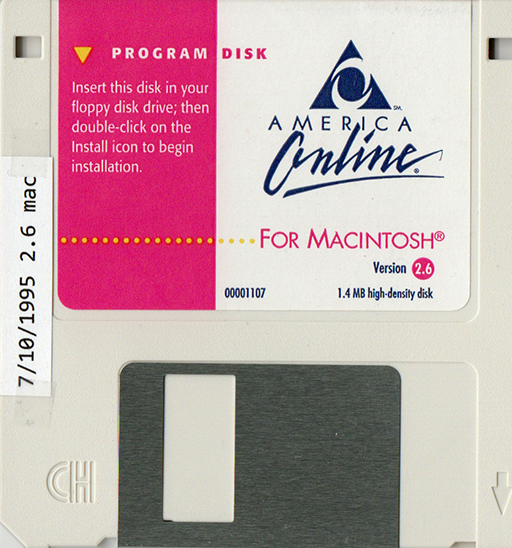 PROGRAM DISK
Insert this disk in your
floppy disk drive; then
double-click on the
Install icon to begin
installation.
SM.
AMERICA
Online®
FOR MACINTOSH®
Version 2.6
00001107
1.4 MB high-density disk
7/10/1995 2.6 mac
CH